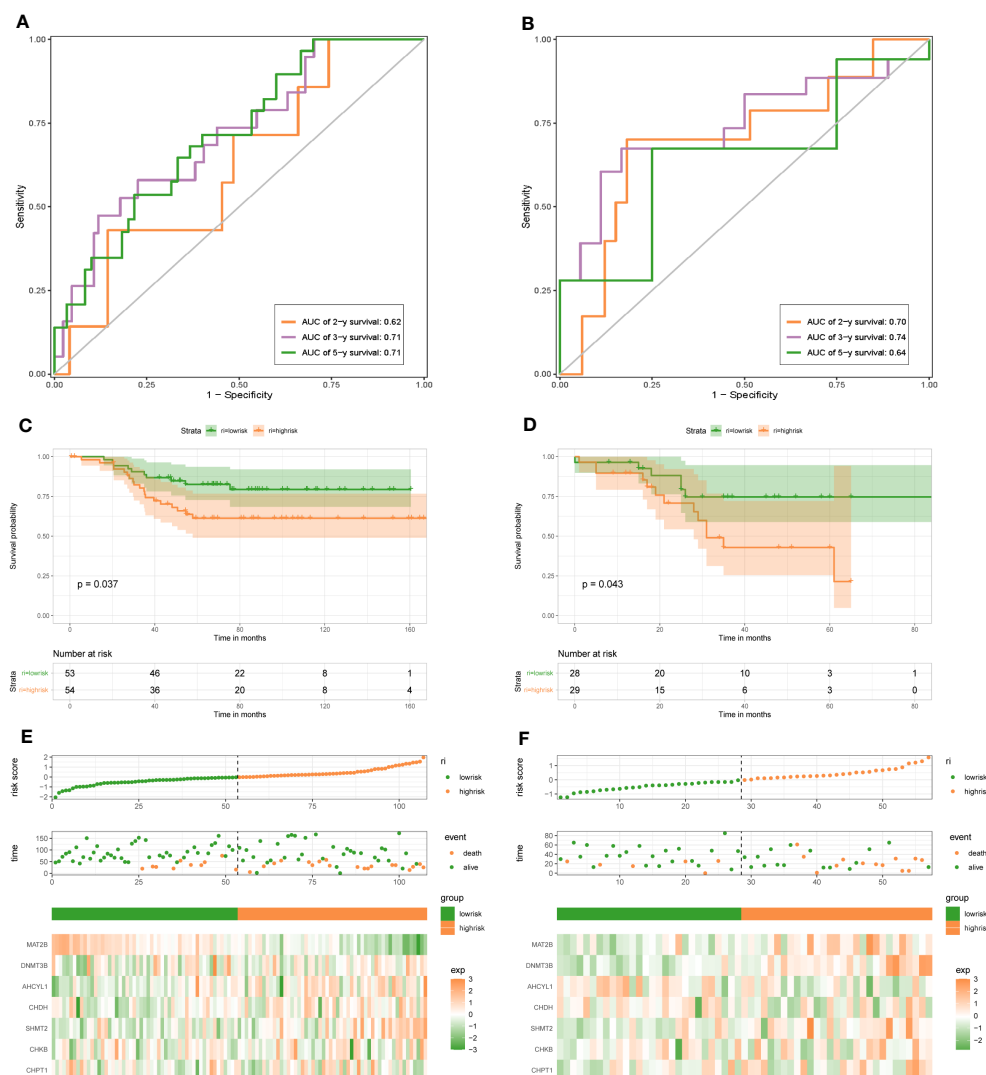 A
1.00
0.75
0.50
0.25
0.00
Sensitivity
AUC of 2-y survival: 0.62
AUC of 3-y survival: 0.71
AUC of 5-y survival: 0.71
0.00 0.25 0.50 0.75 1.00
1 - Specificity
B
1.00
0.75
0.50
0.25
0.00
Sensitivity
AUC of 2-y survival: 0.70
AUC of 3-y survival: 0.74
AUC of 5-y survival: 0.64
0.00 0.25 0.50 0.75 1.00
1 - Specificity
C
Strata ri=lowrisk ri=highrisk
1.00
0.75
0.50
0.25
0.00
Survival probability
p = 0.037
0 40 80 120 160
Time in months
Number at risk
Strata
ri=lowrisk 53 46 22 8 1
ri=highrisk 54 36 20 8 4
0 40 80 120 160
Time in months
D
Strata ri=lowrisk ri=highrisk
1.00
0.75
0.50
0.25
0.00
Survival probability
p = 0.043
0 20 40 60 80
Time in months
Number at risk
Strata
ri=lowrisk 28 20 10 3 1
ri=highrisk 29 15 6 3 0
0 20 40 60 80
Time in months
E
risk score
2
1
0
-1
-2
0 25 50 75 100
ri
lowrisk
highrisk
time
150
100
50
0
0 25 50 75 100
event
death
alive
group
lowrisk
highrisk
MAT2B
DNMT3B
AHCYL1
CHDH
SHMT2
CHKB
CHPT1
exp
3
2
1
0
−1
−2
−3
F
risk score
1
0
-1
10 20 30 40 50
ri
lowrisk
highrisk
time
80
60
40
20
0
10 20 30 40 50
event
death
alive
group
lowrisk
highrisk
MAT2B
DNMT3B
AHCYL1
CHDH
SHMT2
CHKB
CHPT1
exp
3
2
1
0
−1
−2